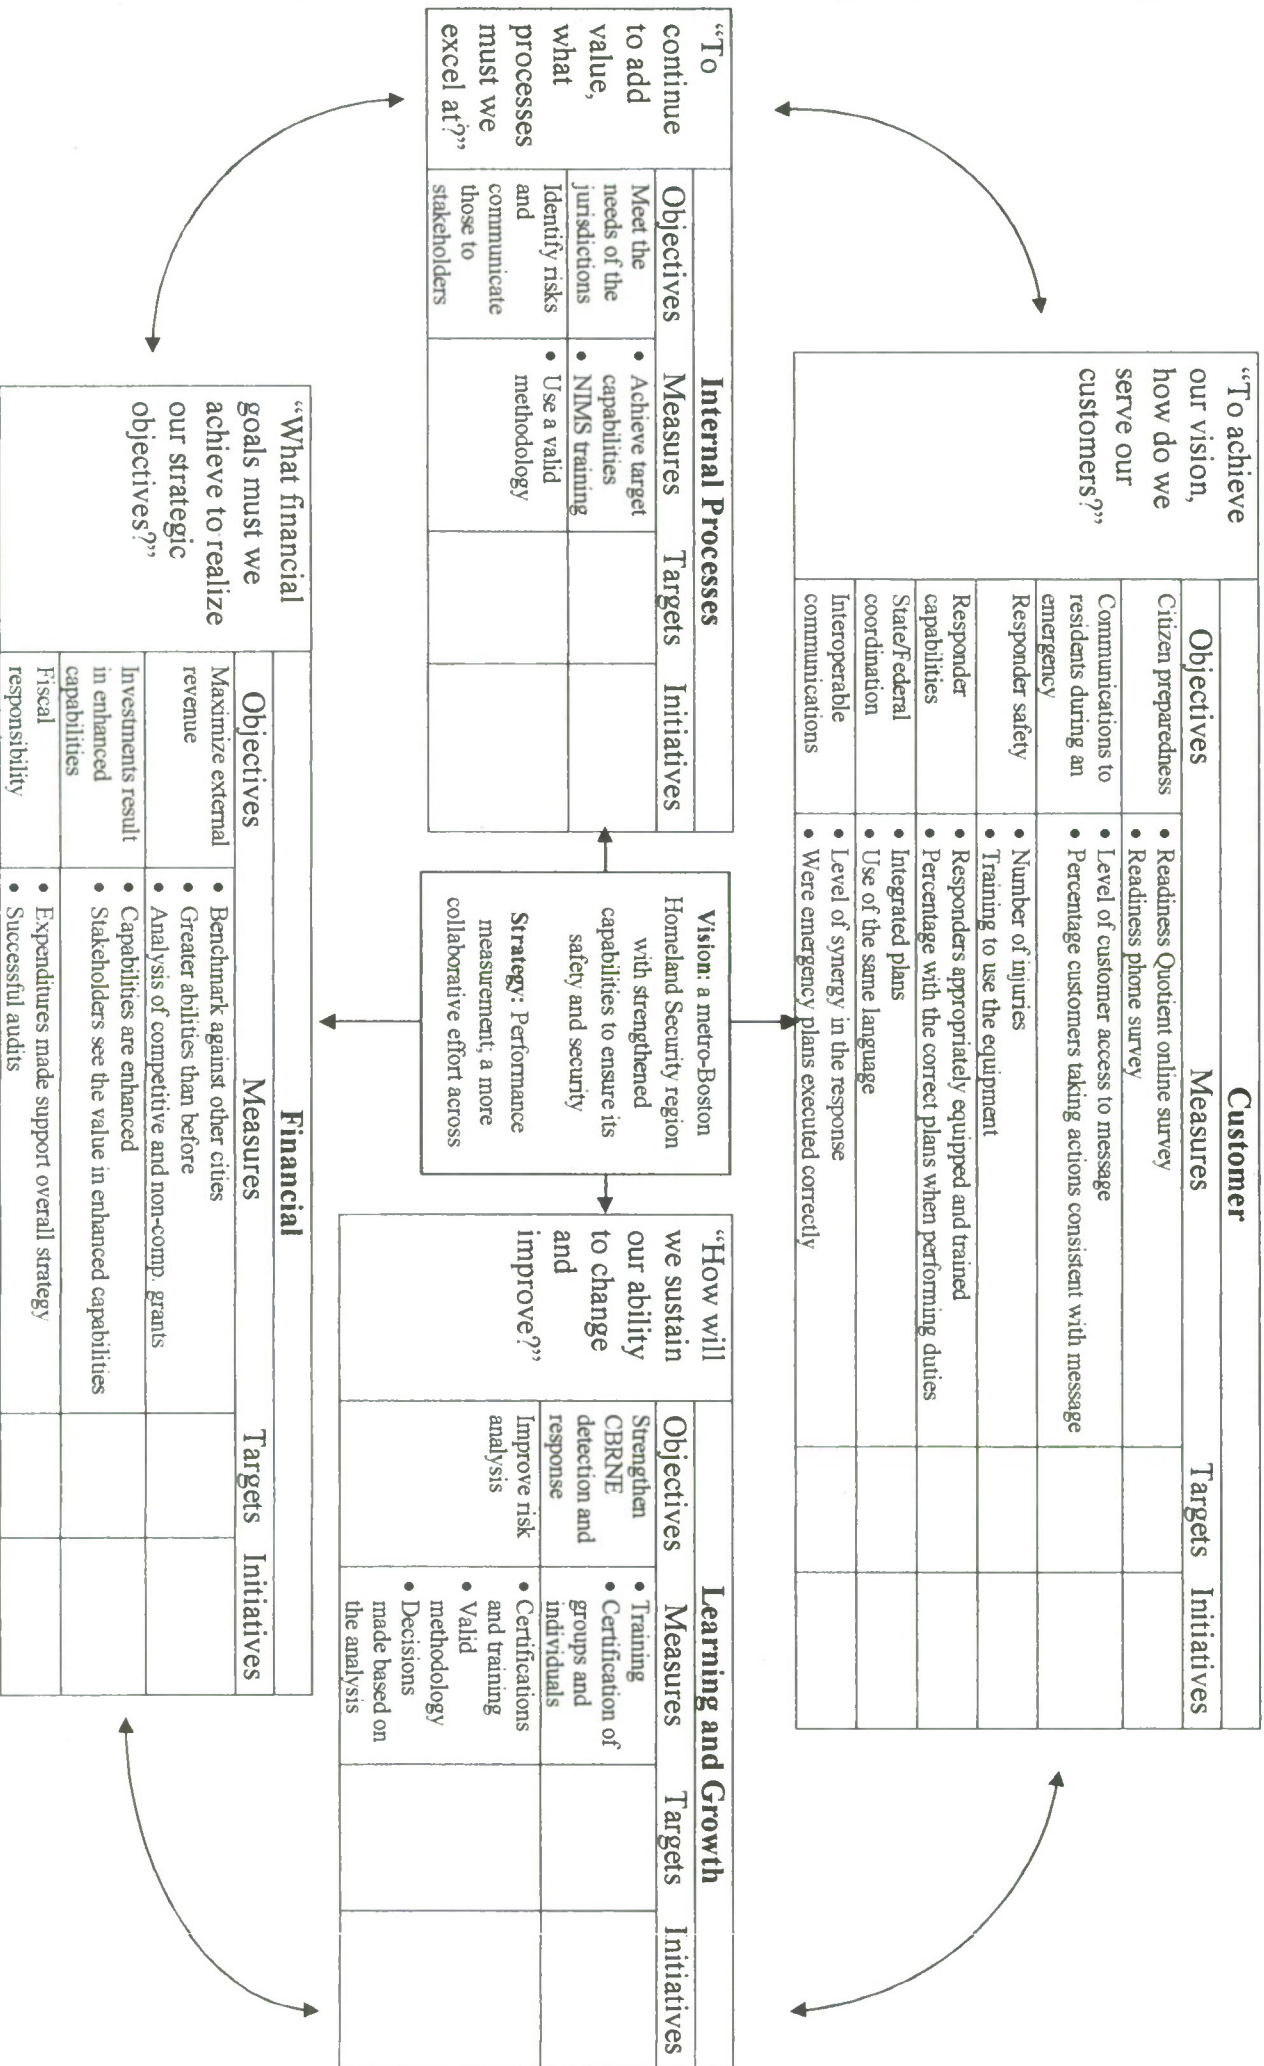 Customer
"To achieve
our vision,
how do we
serve our
customers?"
Objectives Measures Targets Initiatives
Citizen preparedness
• Readiness Quotient online survey
• Readiness phone survey
Communications to
residents during an
emergency
• Level of customer access to message
• Percentage customers taking actions consistent with message
Responder safety
• Number of injuries
• Training to use the equipment
Responder
capabilities
• Responders appropriately equipped and trained
• Percentage with the correct plans when performing duties
State/Federal
coordination
• Integrated plans
• Use of the same language
Interoperable
communications
• Level of synergy in the response
• Were emergency plans executed correctly
"To
continue
to add
value,
what
processes
must we
excel at?"
Internal Processes
Objectives Measures Targets Initiatives
Meet the
needs of the
jurisdictions
• Achieve target
capabilities
• NIMS training
Identify risks
and
communicate
those to
stakeholders
• Use a valid
methodology
Vision: a metro-Boston
Homeland Security region
with strengthened
capabilities to ensure its
safety and security
Strategy: Performance
measurement; a more
collaborative effort across
"How will
we sustain
our ability
to change
and
improve?"
Learning and Growth
Objectives Measures Targets Initiatives
Strengthen
CBRNE
detection and
response
• Training
• Certification of
groups and
individuals
Improve risk
analysis
• Certifications
and training
• Valid
methodology
• Decisions
made based on
the analysis
"What financial
goals must we
achieve to realize
our strategic
objectives?"
Financial
Objectives Measures Targets Initiatives
Maximize external
revenue
• Benchmark against other cities
• Greater abilities than before
• Analysis of competitive and non-comp. grants
Investments result
in enhanced
capabilities
• Capabilities are enhanced
• Stakeholders see the value in enhanced capabilities
Fiscal
responsibility
• Expenditures made support overall strategy
• Successful audits